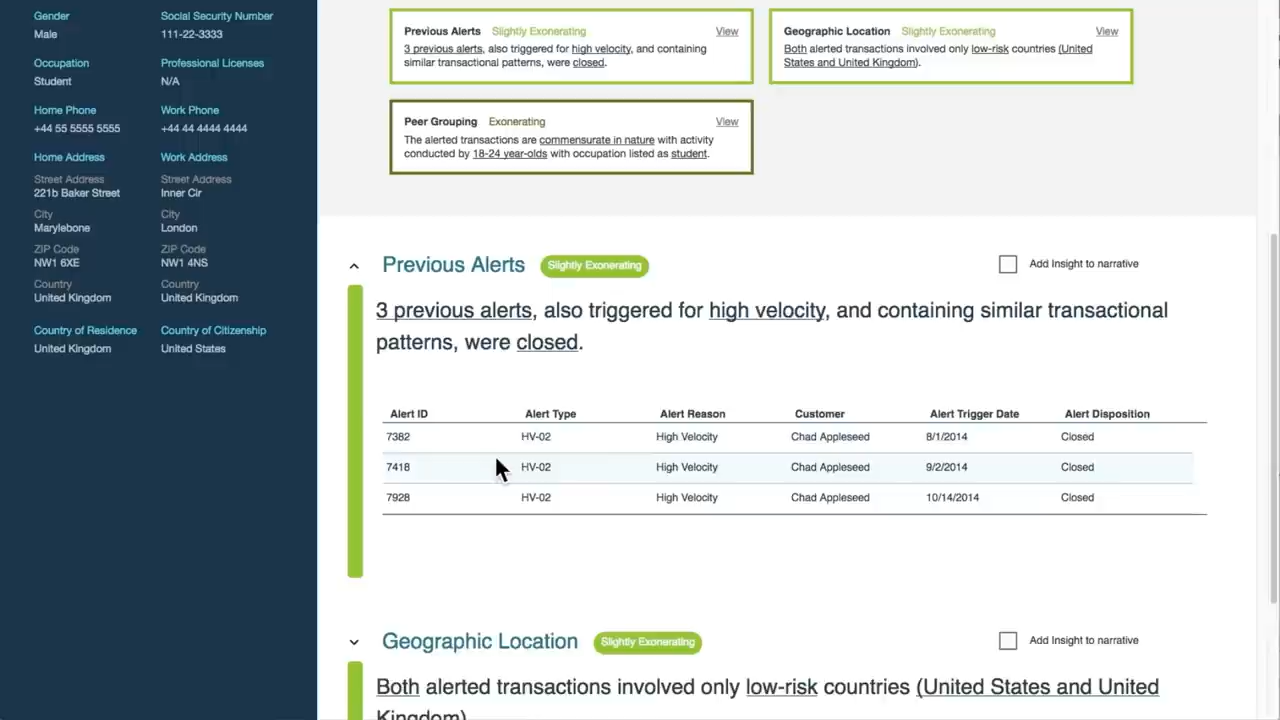 Gender Social Security Number
Male 111-22-3333
Occupation Professional Licenses
Student N/A
Home Phone Work Phone
+44 55 5555 5555 +44 44 4444 4444
Home Address Work Address
Street Address Street Address
221b Baker Street Inner Cir
City City
Marylebone London
ZIP Code ZIP Code
NW1 6XE NW1 4NS
Country Country
United Kingdom United Kingdom
Country of Residence Country of Citizenship
United Kingdom United States
Previous Alerts Slightly Exonerating View
3 previous alerts, also triggered for high velocity, and containing
similar transactional patterns, were closed.
Geographic Location Slightly Exonerating View
Both alerted transactions involved only low-risk countries (United
States and United Kingdom).
Peer Grouping Exonerating View
The alerted transactions are commensurate in nature with activity
conducted by 18-24 year-olds with occupation listed as student.
Previous Alerts Slightly Exonerating Add Insight to narrative
3 previous alerts, also triggered for high velocity, and containing similar transactional
patterns, were closed.
Alert ID Alert Type Alert Reason Customer Alert Trigger Date Alert Disposition
7382 HV-02 High Velocity Chad Appleseed 8/1/2014 Closed
7418 HV-02 High Velocity Chad Appleseed 9/2/2014 Closed
7928 HV-02 High Velocity Chad Appleseed 10/14/2014 Closed
Geographic Location Slightly Exonerating Add Insight to narrative
Both alerted transactions involved only low-risk countries (United States and United
Kingdom).